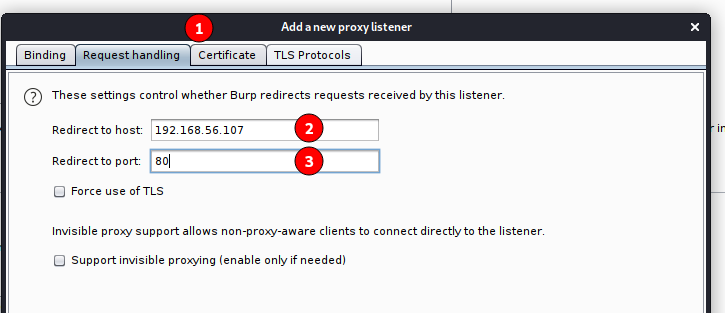 1
Add a new proxy listener
Binding Request handling Certificate TLS Protocols
? These settings control whether Burp redirects requests received by this listener.
Redirect to host: 192.168.56.107 2
r in
Redirect to port: 80 3
Force use of TLS
Invisible proxy support allows non-proxy-aware clients to connect directly to the listener.
Support invisible proxying (enable only if needed)